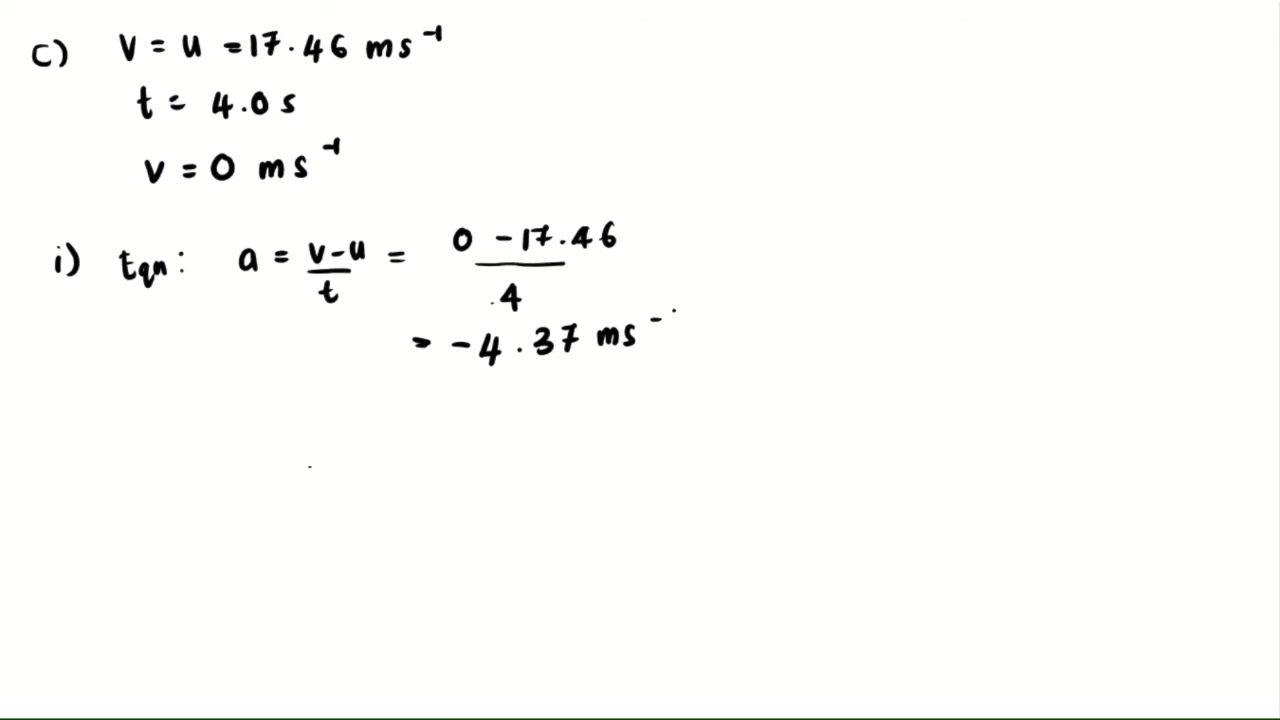 c) v = u = 17.46 ms⁻¹
t = 4.0 s
v = 0 ms⁻¹
i) tqn: a = v-u/t = 0 - 17.46/4
= -4.37 ms⁻